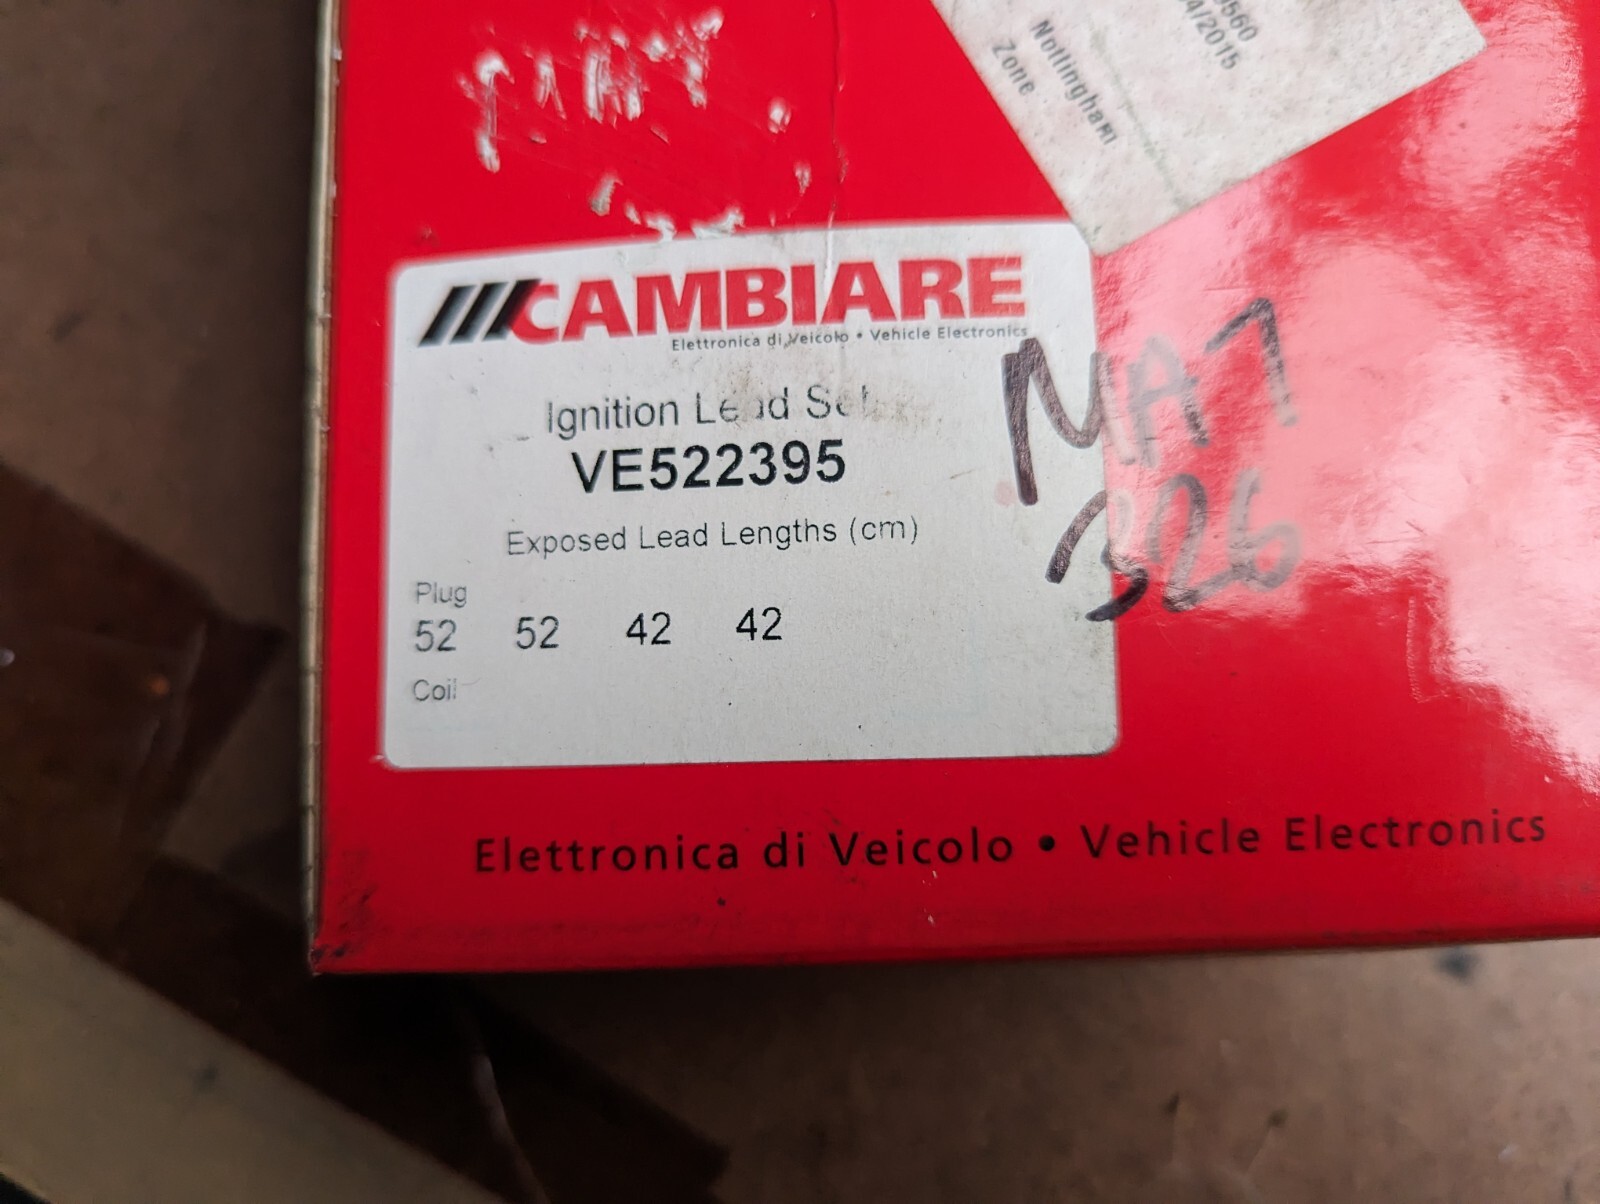 4/2015
Nottingham
Zone
CAMBIARE
Elettronica di Veicolo • Vehicle Electronics
Ignition Lead Set
VE522395
Exposed Lead Lengths (cm)
Plug
52 52 42 42
Coil
MA7
326
Elettronica di Veicolo • Vehicle Electronics